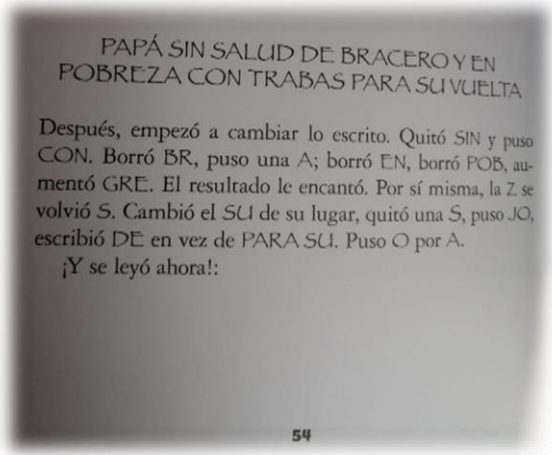 PAPÁ SIN SALUD DE BRACERO Y EN
POBREZA CON TRABAS PARA SU VUELTA
Después, empezó a cambiar lo escrito. Quitó SIN y puso
CON. Borró BR, puso una A; borró EN, borró POB, au-
mentó GRE. El resultado le encantó. Por sí misma, la Z se
volvió S. Cambió el SU de su lugar, quitó una S, puso JO,
escribió DE en vez de PARA SU. Puso O por A.
¡Y se leyó ahora!:
54